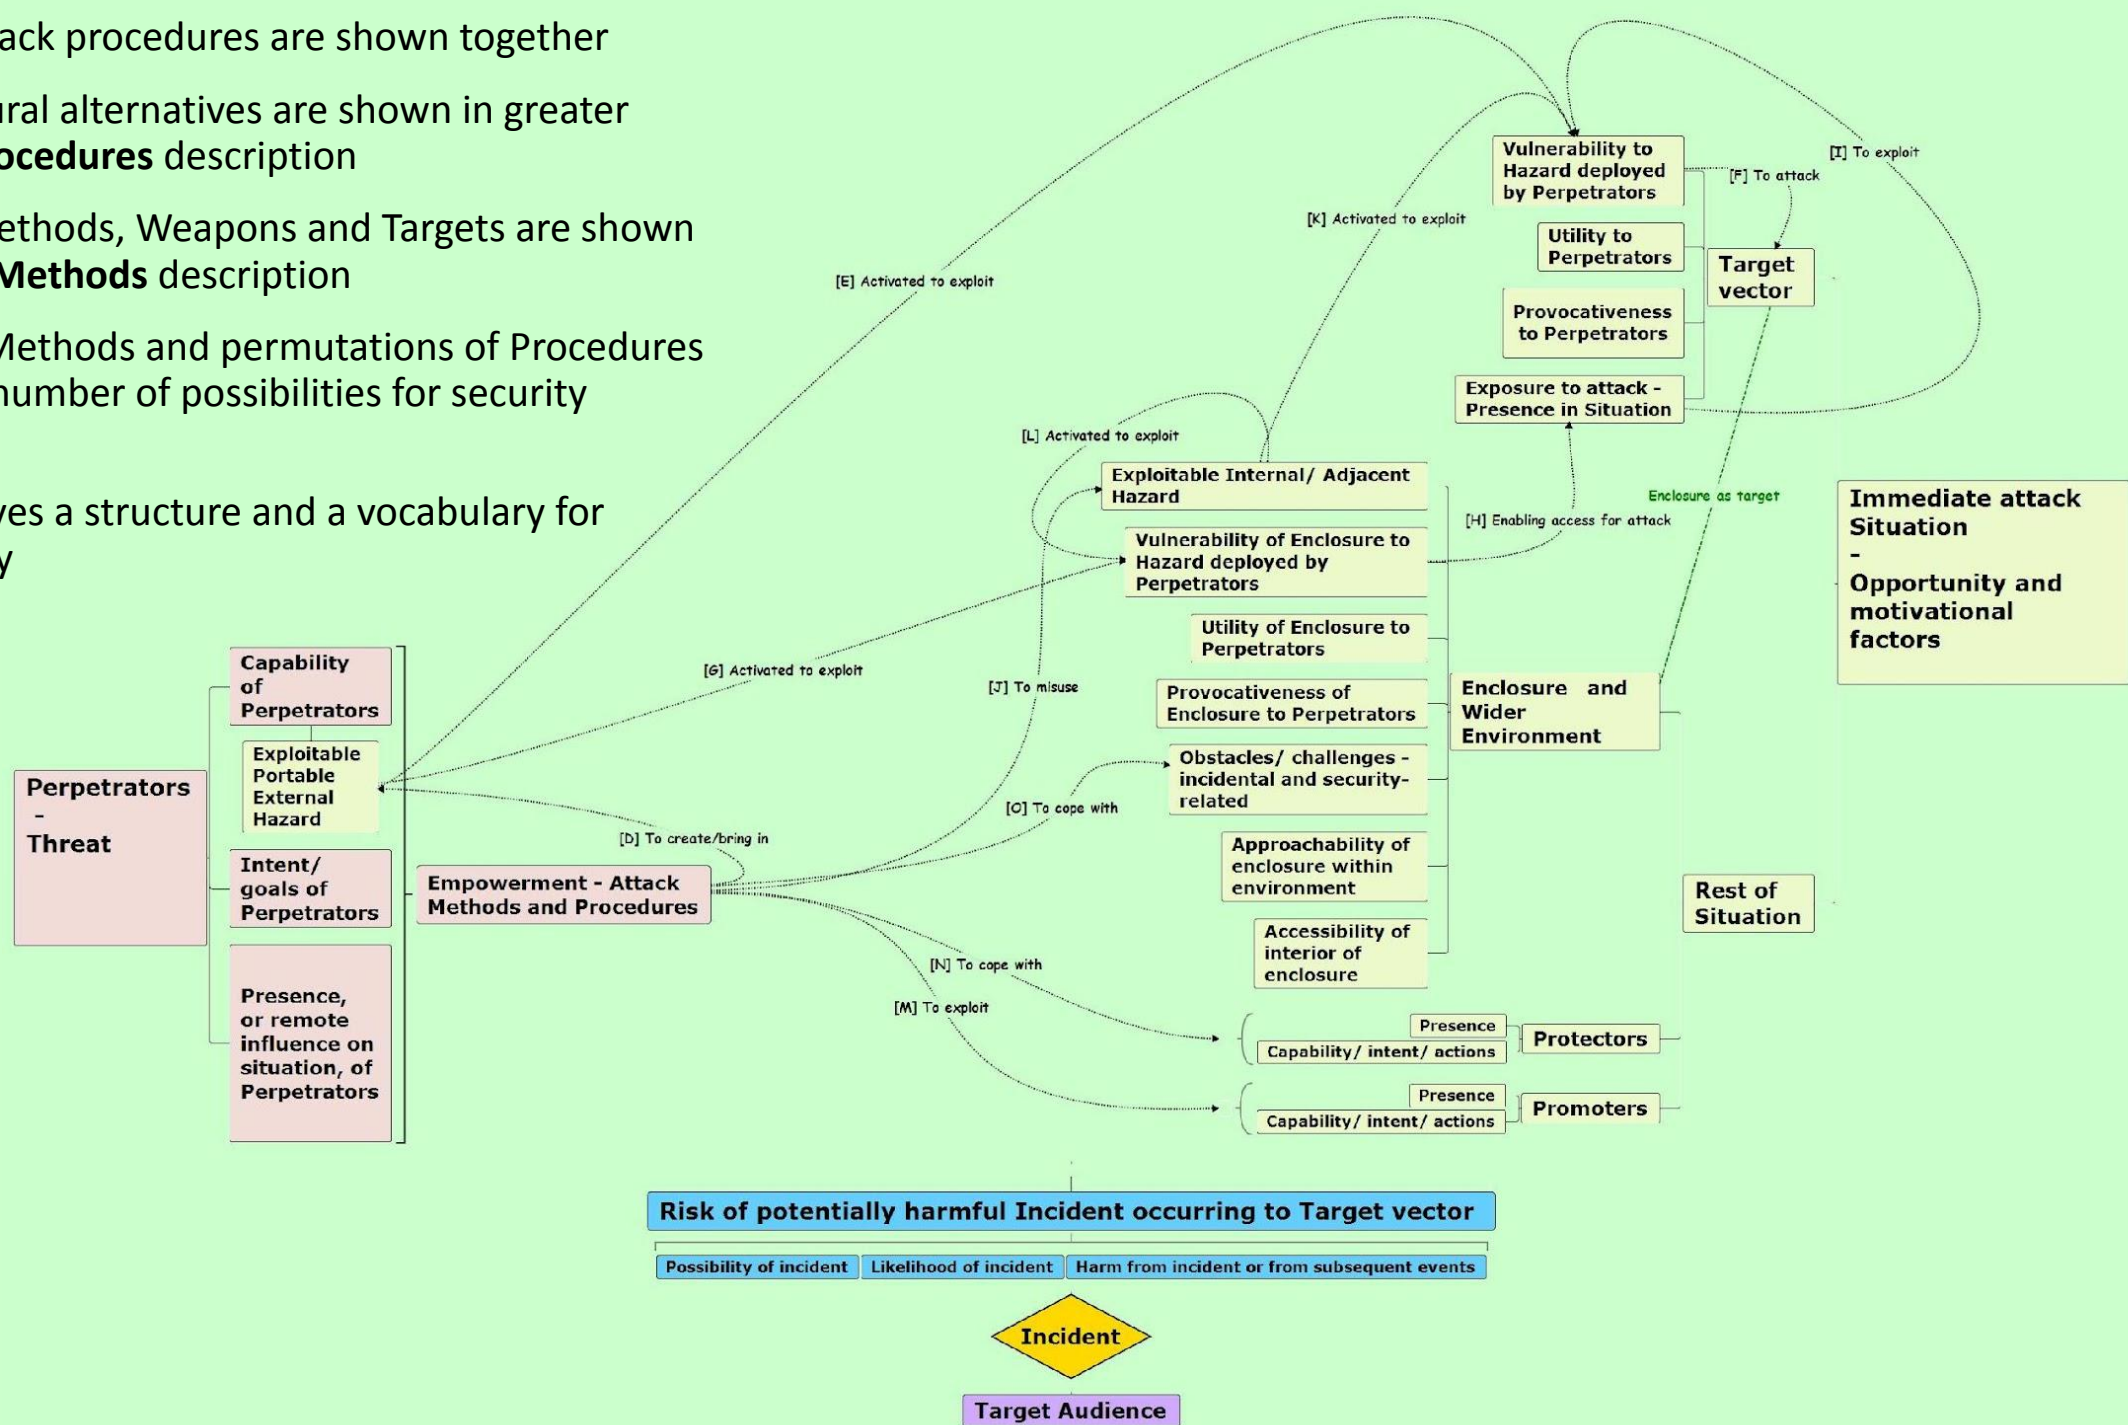 ack procedures are shown together
ural alternatives are shown in greater
ocedures description
ethods, Weapons and Targets are shown
Methods description
Methods and permutations of Procedures
number of possibilities for security
ves a structure and a vocabulary for
y
Vulnerability to
Hazard deployed
by Perpetrators
[I] To exploit
[F] To attack
[K] Activated to exploit
Utility to
Perpetrators
Target
vector
[E] Activated to exploit
Provocativeness
to Perpetrators
Exposure to attack -
Presence in Situation
[L] Activated to exploit
Exploitable Internal/ Adjacent
Hazard
Enclosure as target
[H] Enabling access for attack
Immediate attack
Situation
-
Opportunity and
motivational
factors
Vulnerability of Enclosure to
Hazard deployed by
Perpetrators
Utility of Enclosure to
Perpetrators
[G] Activated to exploit
[J] To misuse
Provocativeness of
Enclosure to Perpetrators
Enclosure and
Wider
Environment
Capability
of
Perpetrators
Exploitable
Portable
External
Hazard
Perpetrators
-
Threat
Obstacles/ challenges -
incidental and security-
related
[O] To cope with
[D] To create/bring in
Approachability of
enclosure within
environment
Intent/
goals of
Perpetrators
Empowerment - Attack
Methods and Procedures
Rest of
Situation
Accessibility of
interior of
enclosure
[N] To cope with
[M] To exploit
Presence,
or remote
influence on
situation, of
Perpetrators
Presence
Capability/ intent/ actions
Protectors
Presence
Capability/ intent/ actions
Promoters
Risk of potentially harmful Incident occurring to Target vector
Possibility of incident
Likelihood of incident
Harm from incident or from subsequent events
Incident
Target Audience